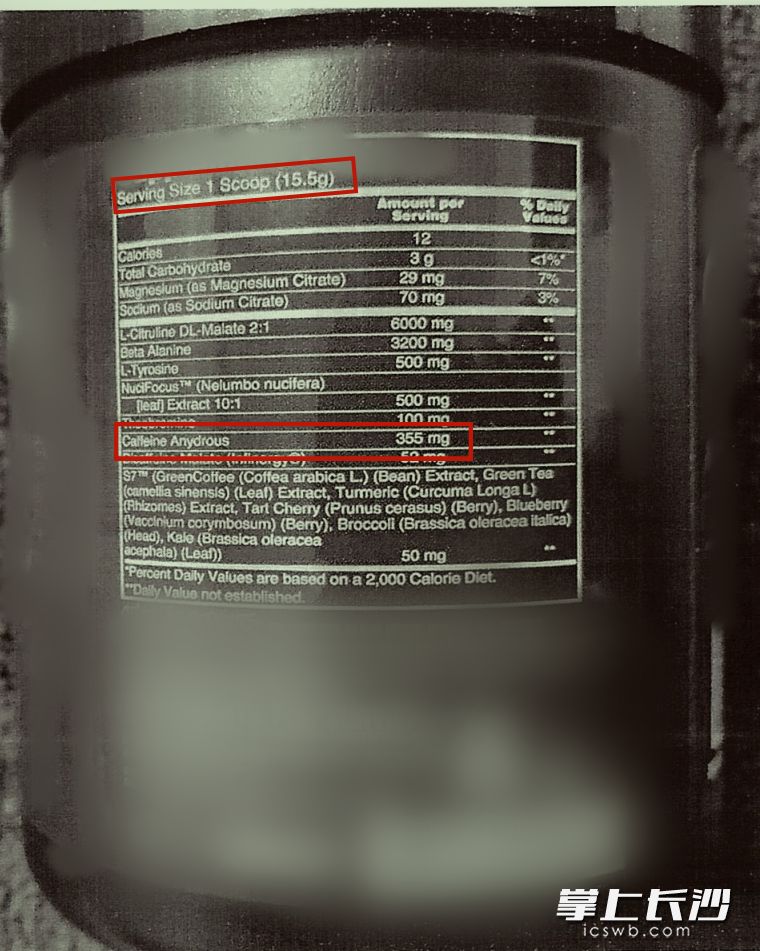 Serving Size 1 Scoop (15.5g)
Amount per
Serving
% Daily
Values
Calories 12
Total Carbohydrate 3 g <1%*
Magnesium (as Magnesium Citrate) 29 mg 7%
Sodium (as Sodium Citrate) 70 mg 3%
L-Citruline DL-Malate 2:1 6000 mg **
Beta Alanine 3200 mg **
L-Tyrosine 500 mg **
NuciFocus™ (Nelumbo nucifera)
[leaf] Extract 10:1 500 mg **
Theobromine 100 mg **
Caffeine Anydrous 355 mg **
Dicaffeine Malate (Infinergy®) 52 mg **
S7™ (GreenCoffee (Coffea arabica L.) (Bean) Extract, Green Tea
(camellia sinensis) (Leaf) Extract, Turmeric (Curcuma Longa L)
(Rhizomes) Extract, Tart Cherry (Prunus cerasus) (Berry), Blueberry
(Vaccinium corymbosum) (Berry), Broccoli (Brassica oleracea italica)
(Head), Kale (Brassica oleracea
acephala) (Leaf)) 50 mg **
*Percent Daily Values are based on a 2,000 Calorie Diet.
**Daily Value not established.
掌上长沙
icswb.com